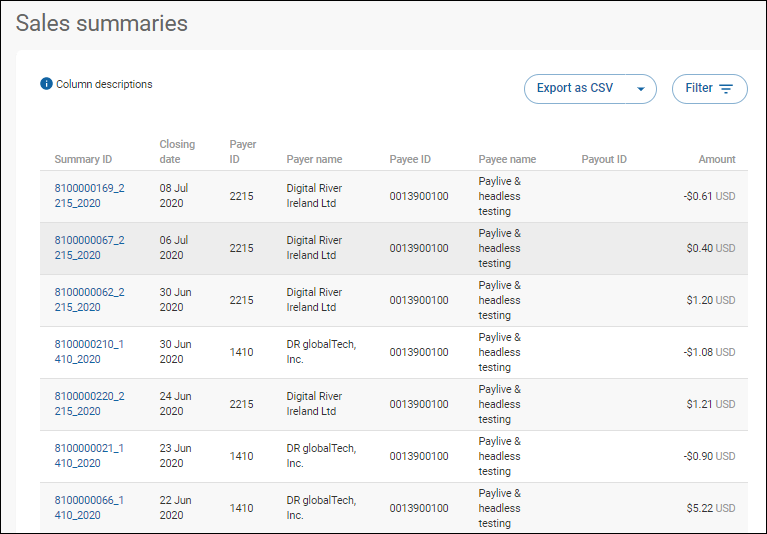 Sales summaries
Column descriptions
Export as CSV
Filter
Summary ID Closing date Payer ID Payer name Payee ID Payee name Payout ID Amount
8100000169_2215_2020 08 Jul 2020 2215 Digital River Ireland Ltd 0013900100 Paylive & headless testing -$0.61 USD
8100000067_2215_2020 06 Jul 2020 2215 Digital River Ireland Ltd 0013900100 Paylive & headless testing $0.40 USD
8100000062_2215_2020 30 Jun 2020 2215 Digital River Ireland Ltd 0013900100 Paylive & headless testing $1.20 USD
8100000210_1410_2020 30 Jun 2020 1410 DR globalTech, Inc. 0013900100 Paylive & headless testing -$1.08 USD
8100000220_2215_2020 24 Jun 2020 2215 Digital River Ireland Ltd 0013900100 Paylive & headless testing $1.21 USD
8100000021_1410_2020 23 Jun 2020 1410 DR globalTech, Inc. 0013900100 Paylive & headless testing -$0.90 USD
8100000066_1410_2020 22 Jun 2020 1410 DR globalTech, Inc. 0013900100 Paylive & headless testing $5.22 USD